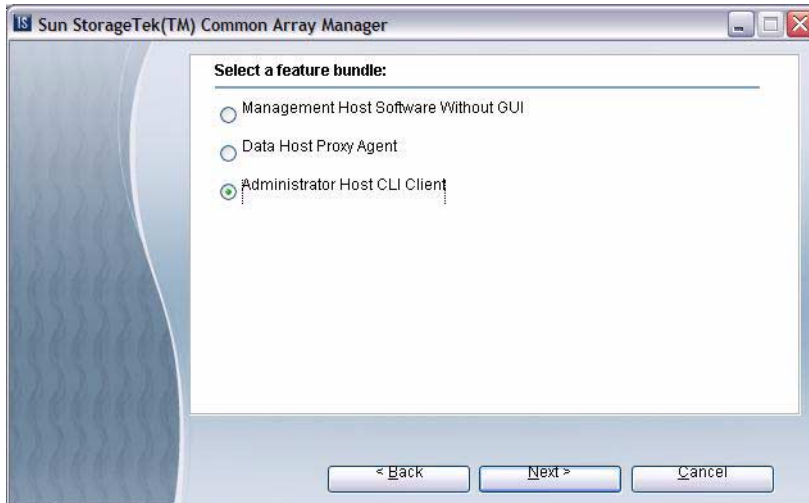 IS Sun StorageTek(TM) Common Array Manager
Select a feature bundle:
Management Host Software Without GUI
Data Host Proxy Agent
Administrator Host CLI Client
< Back Next > Cancel